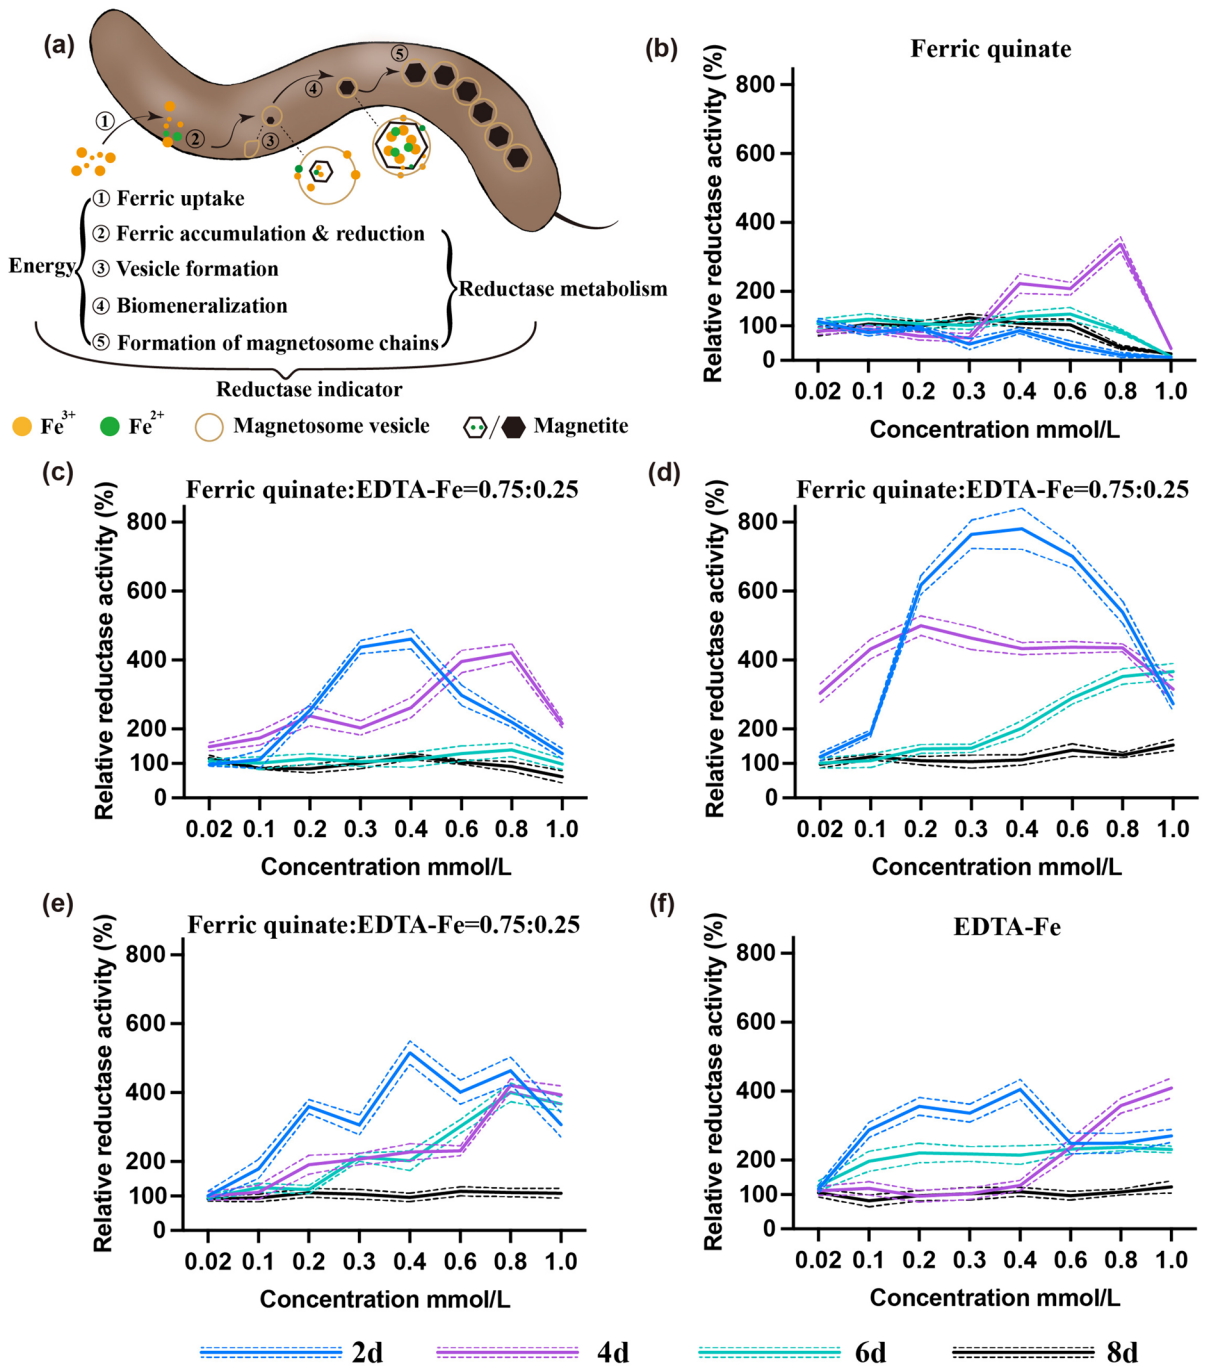 (a)
①
②
③
④
⑤
① Ferric uptake
② Ferric accumulation & reduction
Energy
③ Vesicle formation
Reductase metabolism
④ Biomeneralization
⑤ Formation of magnetosome chains
Reductase indicator
Fe3+
Fe2+
Magnetosome vesicle
/
Magnetite
(b)
Ferric quinate
Relative reductase activity (%)
800
600
400
200
100
0
0.02 0.1 0.2 0.3 0.4 0.6 0.8 1.0
Concentration mmol/L
(c)
Ferric quinate:EDTA-Fe=0.75:0.25
Relative reductase activity (%)
800
600
400
200
100
0
0.02 0.1 0.2 0.3 0.4 0.6 0.8 1.0
Concentration mmol/L
(d)
Ferric quinate:EDTA-Fe=0.75:0.25
Relative reductase activity (%)
800
600
400
200
100
0
0.02 0.1 0.2 0.3 0.4 0.6 0.8 1.0
Concentration mmol/L
(e)
Ferric quinate:EDTA-Fe=0.75:0.25
Relative reductase activity (%)
800
600
400
200
100
0
0.02 0.1 0.2 0.3 0.4 0.6 0.8 1.0
Concentration mmol/L
(f)
EDTA-Fe
Relative reductase activity (%)
800
600
400
200
100
0
0.02 0.1 0.2 0.3 0.4 0.6 0.8 1.0
Concentration mmol/L
2d 4d 6d 8d